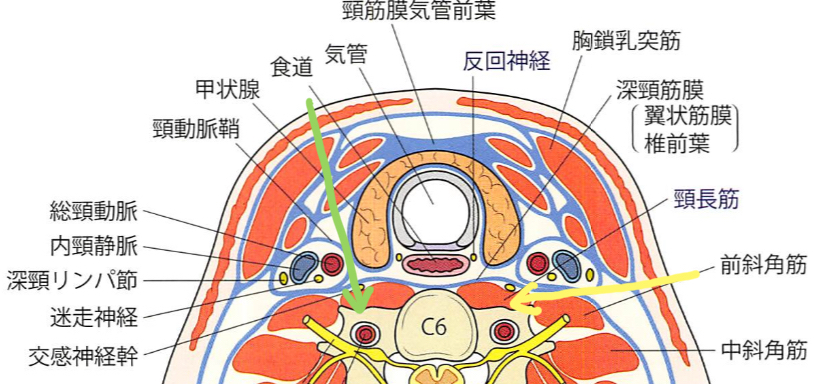 頸筋膜気管前葉
気管
食道
甲状腺
頸動脈鞘
反回神経
胸鎖乳突筋
深頸筋膜
翼状筋膜
椎前葉
頸長筋
総頸動脈
内頸静脈
深頸リンパ節
迷走神経
交感神経幹
前斜角筋
中斜角筋
C6